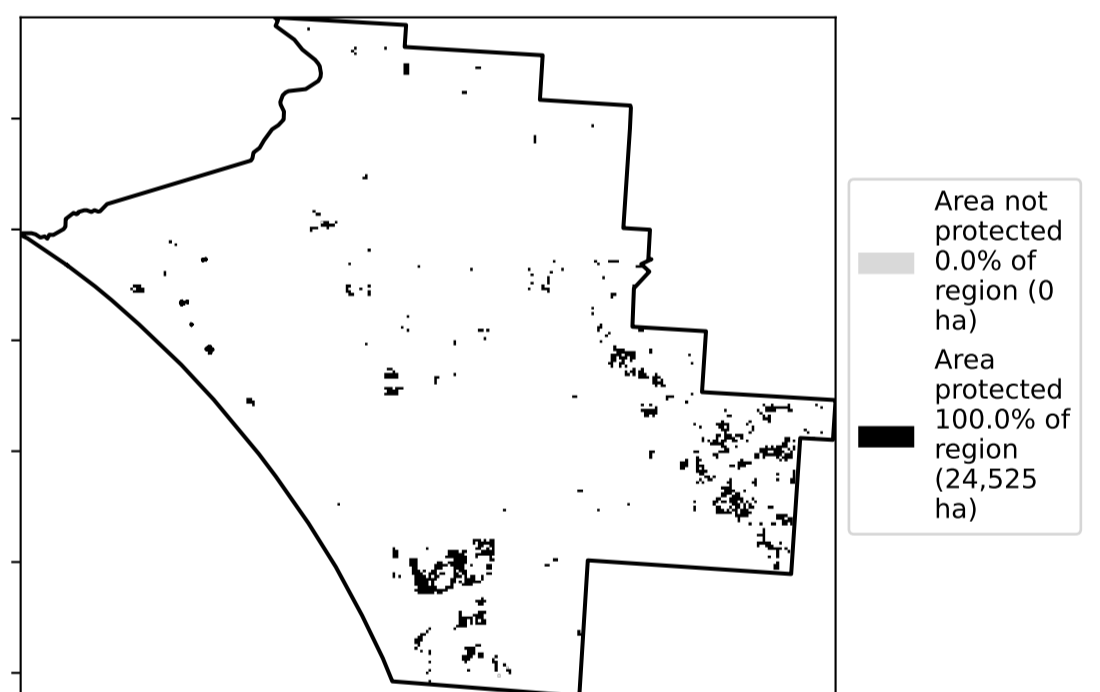 Area not
protected
0.0% of
region (0
ha)
Area
protected
100.0% of
region
(24,525
ha)